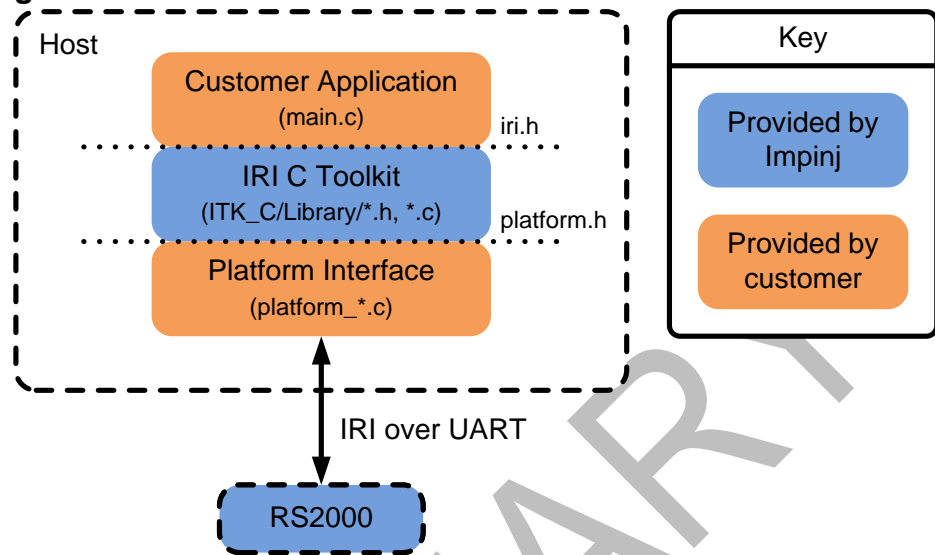 Host
Customer Application
(main.c)
iri.h
IRI C Toolkit
(ITK_C/Library/*.h, *.c)
platform.h
Platform Interface
(platform_*.c)
IRI over UART
RS2000
Key
Provided by
Impinj
Provided by
customer